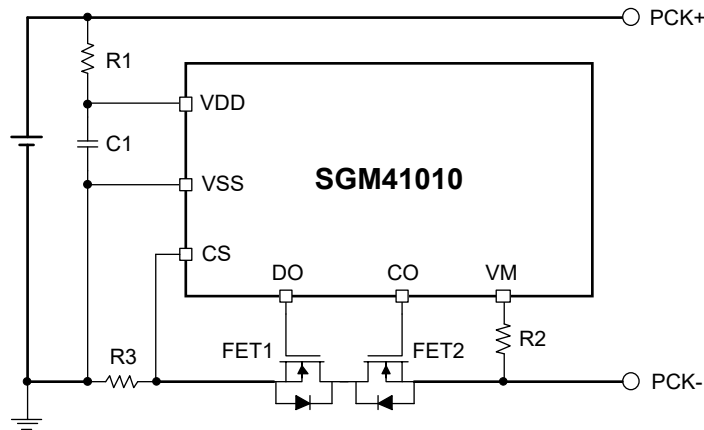 PCK+
R1
VDD
C1
SGM41010
VSS
CS
DO
CO
VM
R2
FET1
FET2
R3
PCK-